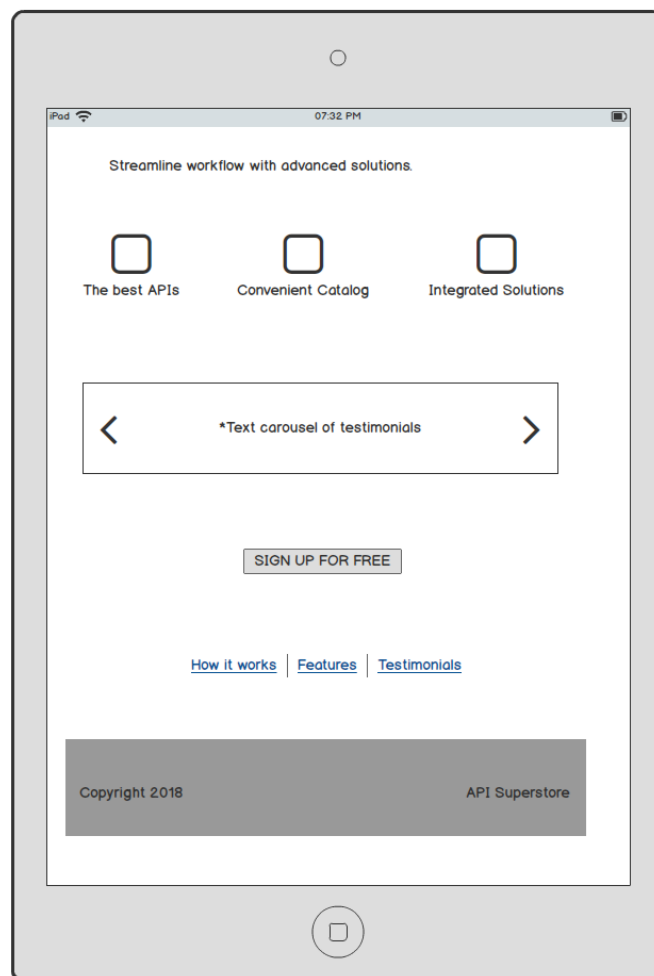 iPad 07:32 PM
Streamline workflow with advanced solutions.
The best APIs Convenient Catalog Integrated Solutions
*Text carousel of testimonials
SIGN UP FOR FREE
How it works Features Testimonials
Copyright 2018 API Superstore